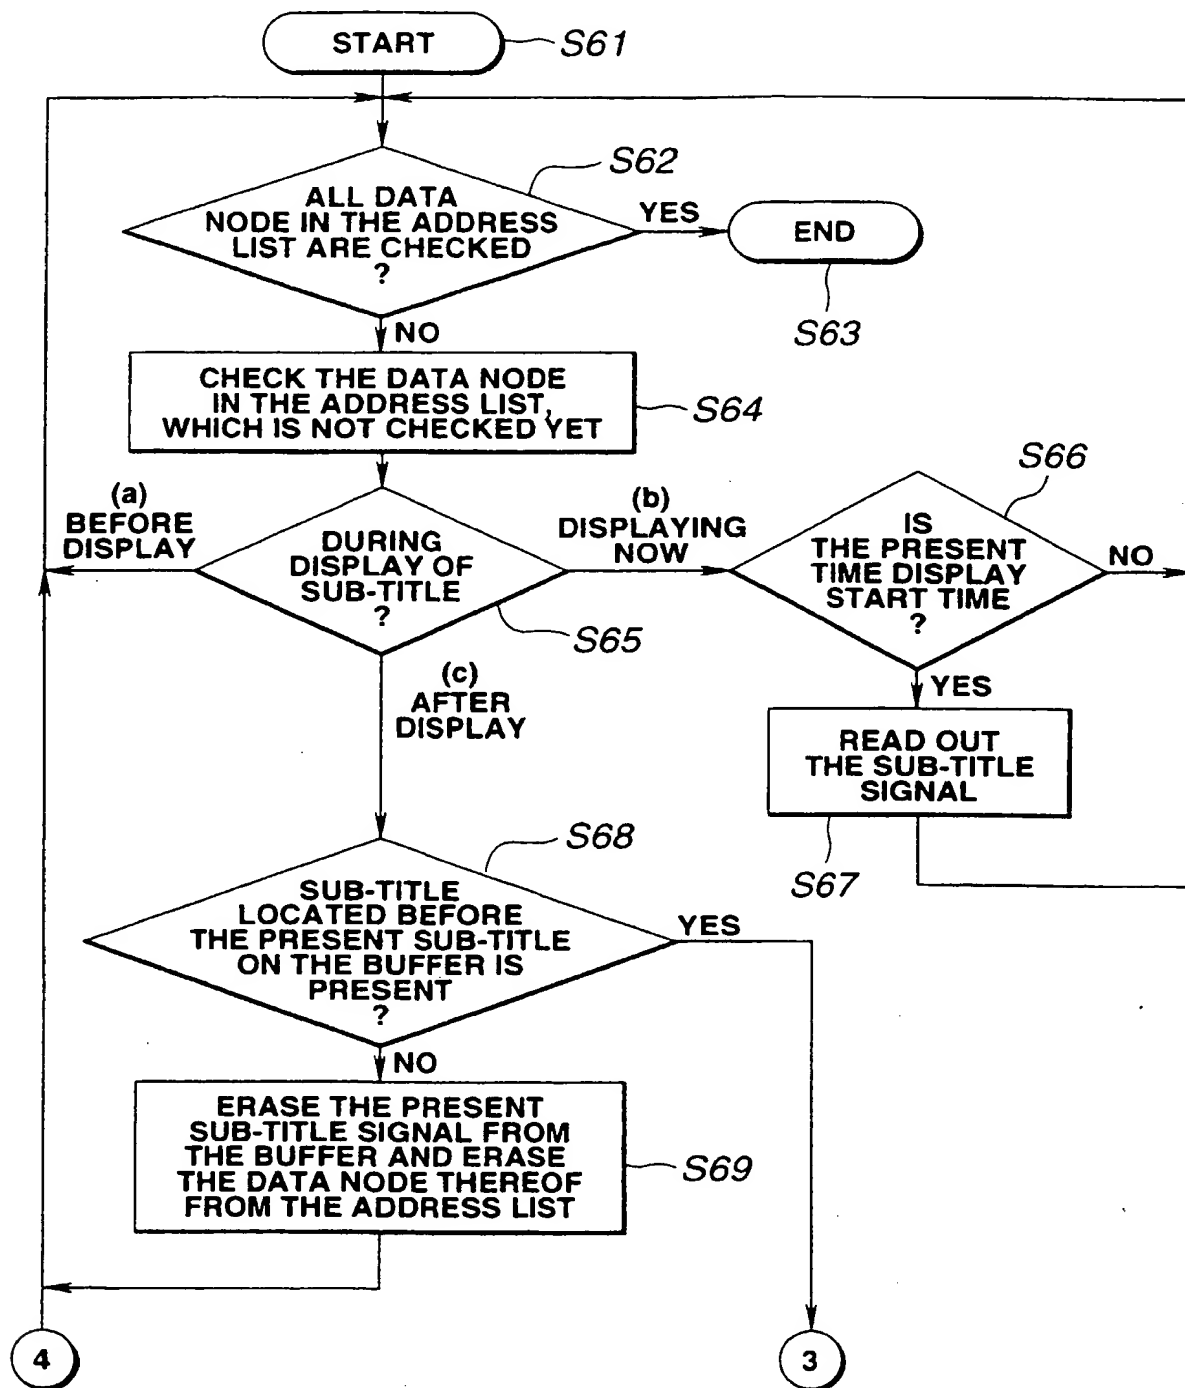 START
S61
S62
ALL DATA
NODE IN THE ADDRESS
LIST ARE CHECKED
?
YES
END
S63
NO
CHECK THE DATA NODE
IN THE ADDRESS LIST,
WHICH IS NOT CHECKED YET
S64
(a)
BEFORE
DISPLAY
DURING
DISPLAY OF
SUB-TITLE
?
S65
(b)
DISPLAYING
NOW
S66
IS
THE PRESENT
TIME DISPLAY
START TIME
?
NO
YES
READ OUT
THE SUB-TITLE
SIGNAL
S67
(c)
AFTER
DISPLAY
S68
SUB-TITLE
LOCATED BEFORE
THE PRESENT SUB-TITLE
ON THE BUFFER IS
PRESENT
?
YES
NO
ERASE THE PRESENT
SUB-TITLE SIGNAL FROM
THE BUFFER AND ERASE
THE DATA NODE THEREOF
FROM THE ADDRESS LIST
S69
4
3